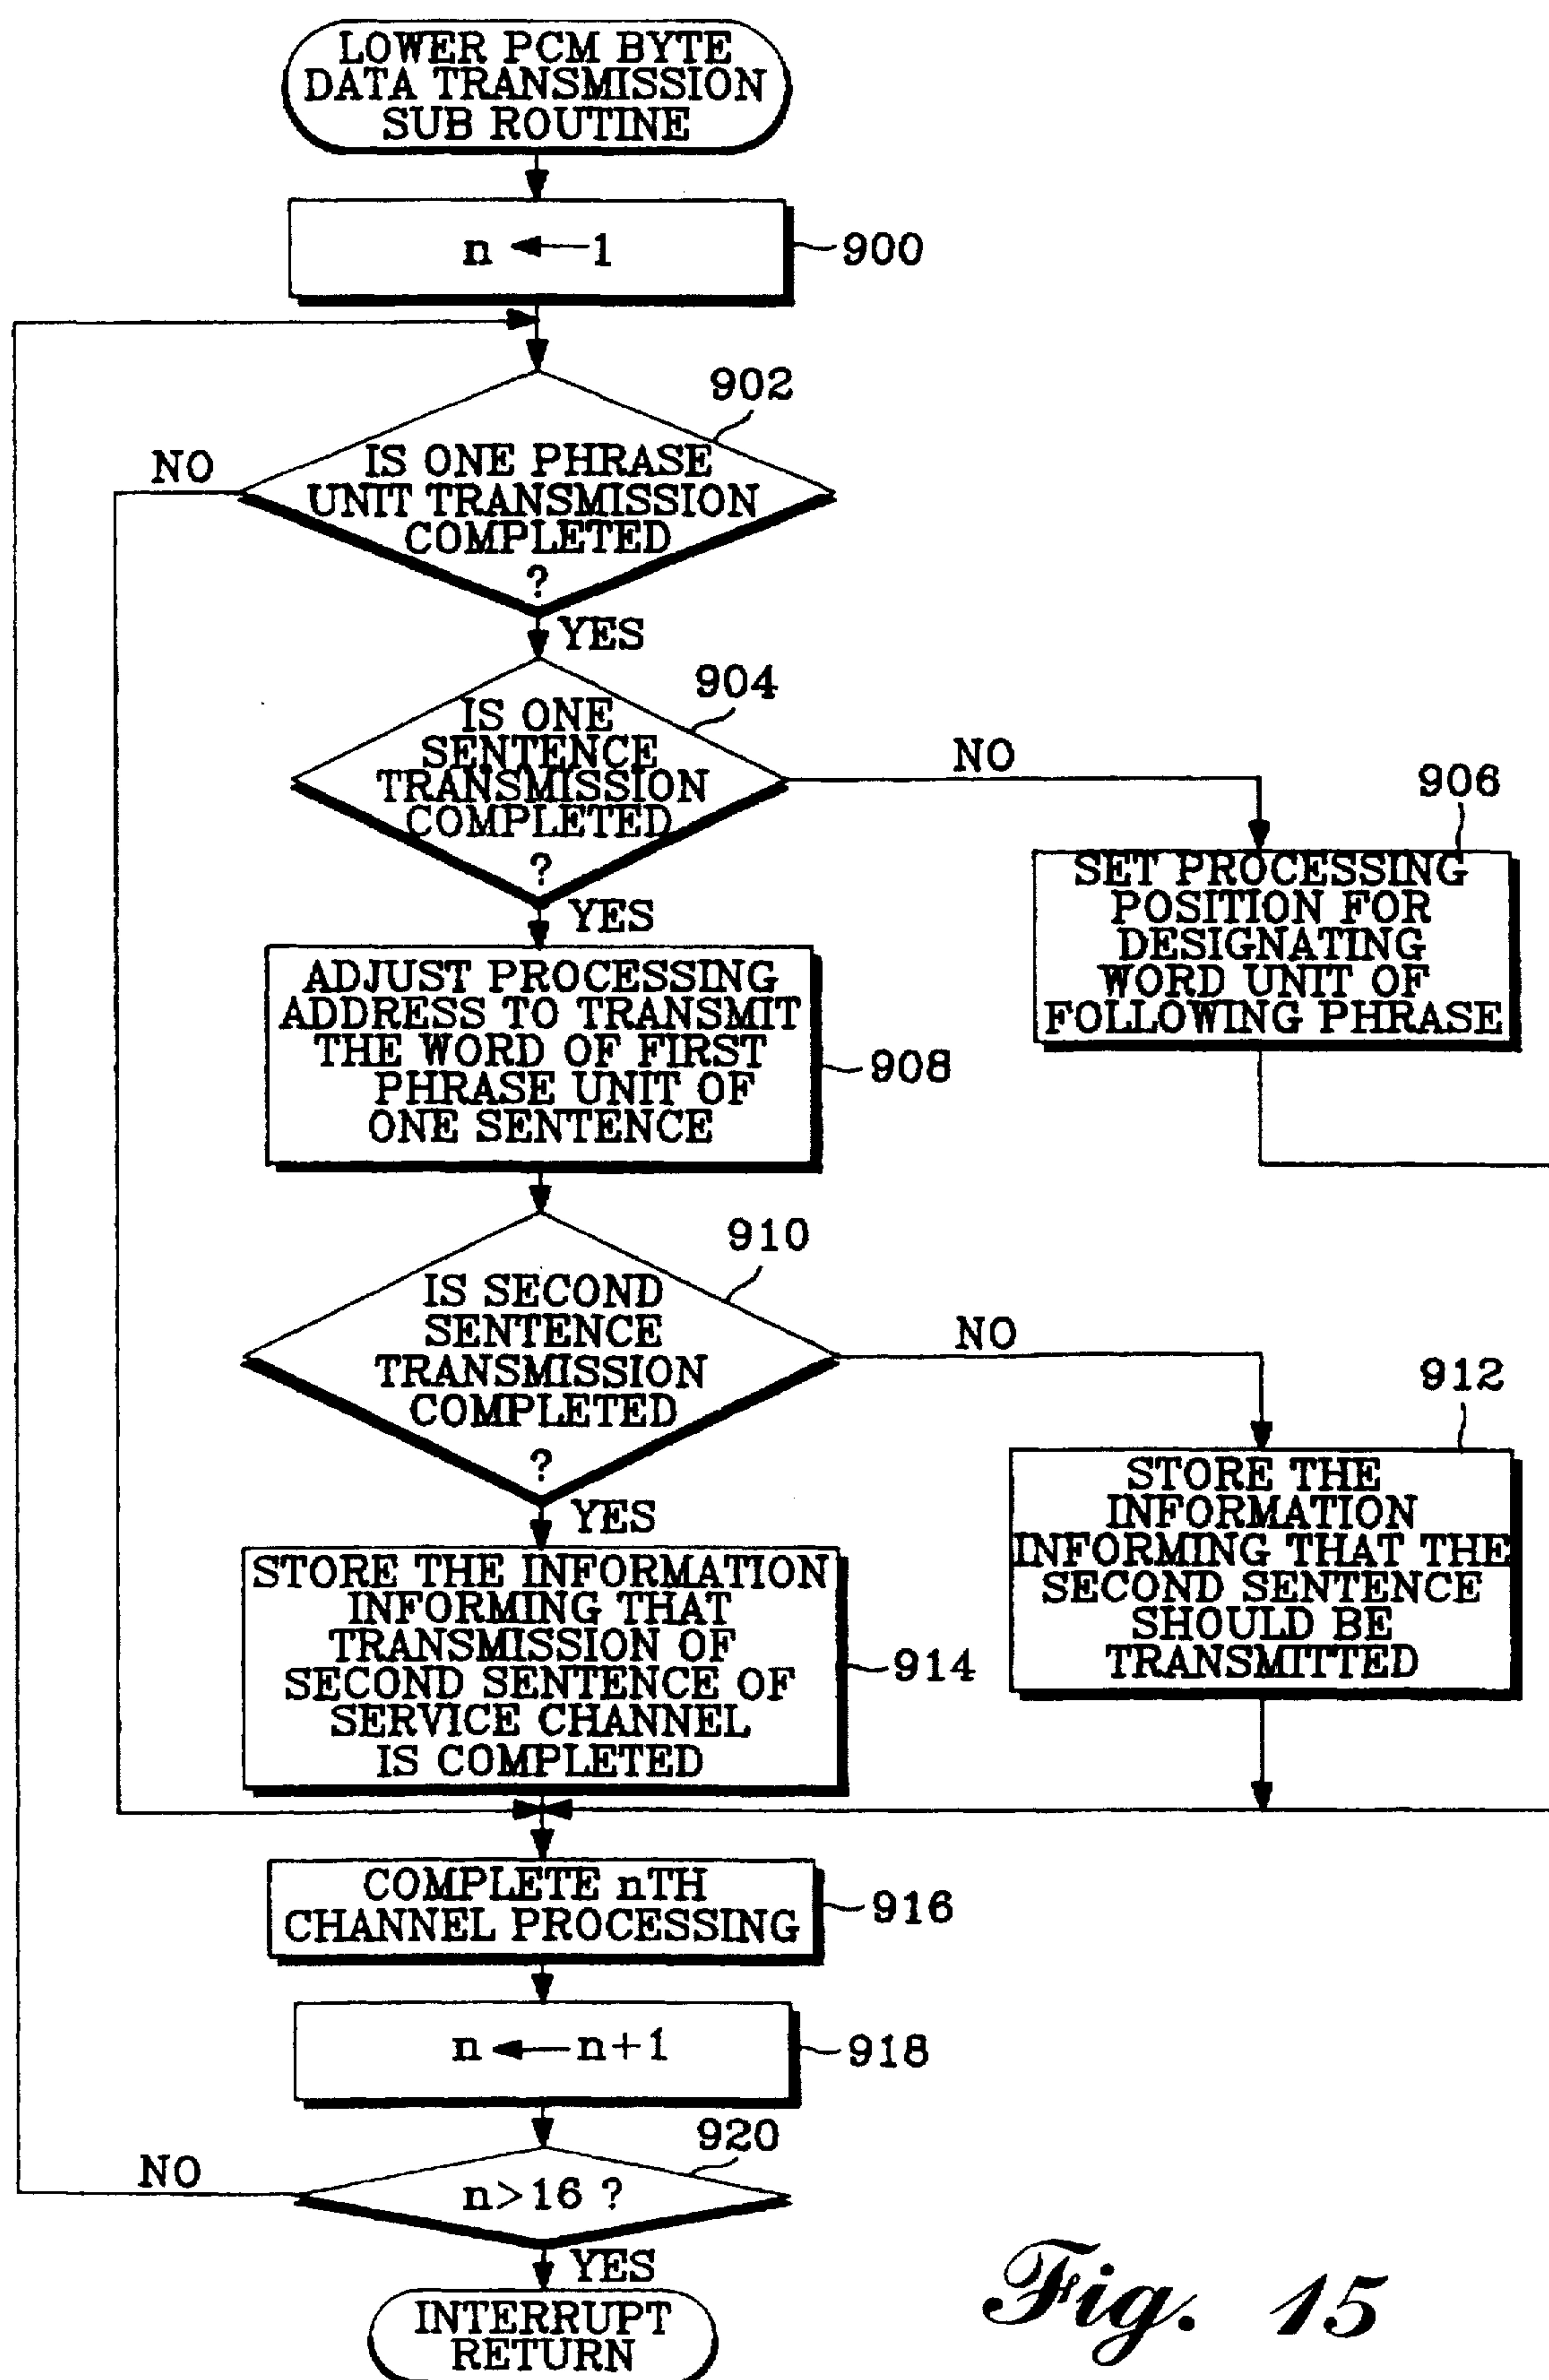 LOWER PCM BYTE
DATA TRANSMISSION
SUB ROUTINE
n ← 1
900
902
IS ONE PHRASE
UNIT TRANSMISSION
COMPLETED
?
NO
YES
904
IS ONE
SENTENCE
TRANSMISSION
COMPLETED
?
NO
YES
906
SET PROCESSING
POSITION FOR
DESIGNATING
WORD UNIT OF
FOLLOWING PHRASE
ADJUST PROCESSING
ADDRESS TO TRANSMIT
THE WORD OF FIRST
PHRASE UNIT OF
ONE SENTENCE
908
910
IS SECOND
SENTENCE
TRANSMISSION
COMPLETED
?
NO
YES
912
STORE THE
INFORMATION
INFORMING THAT THE
SECOND SENTENCE
SHOULD BE
TRANSMITTED
STORE THE INFORMATION
INFORMING THAT
TRANSMISSION OF
SECOND SENTENCE OF
SERVICE CHANNEL
IS COMPLETED
914
COMPLETE nTH
CHANNEL PROCESSING
916
n ← n+1
918
920
n>16 ?
NO
YES
INTERRUPT
RETURN
Fig. 15